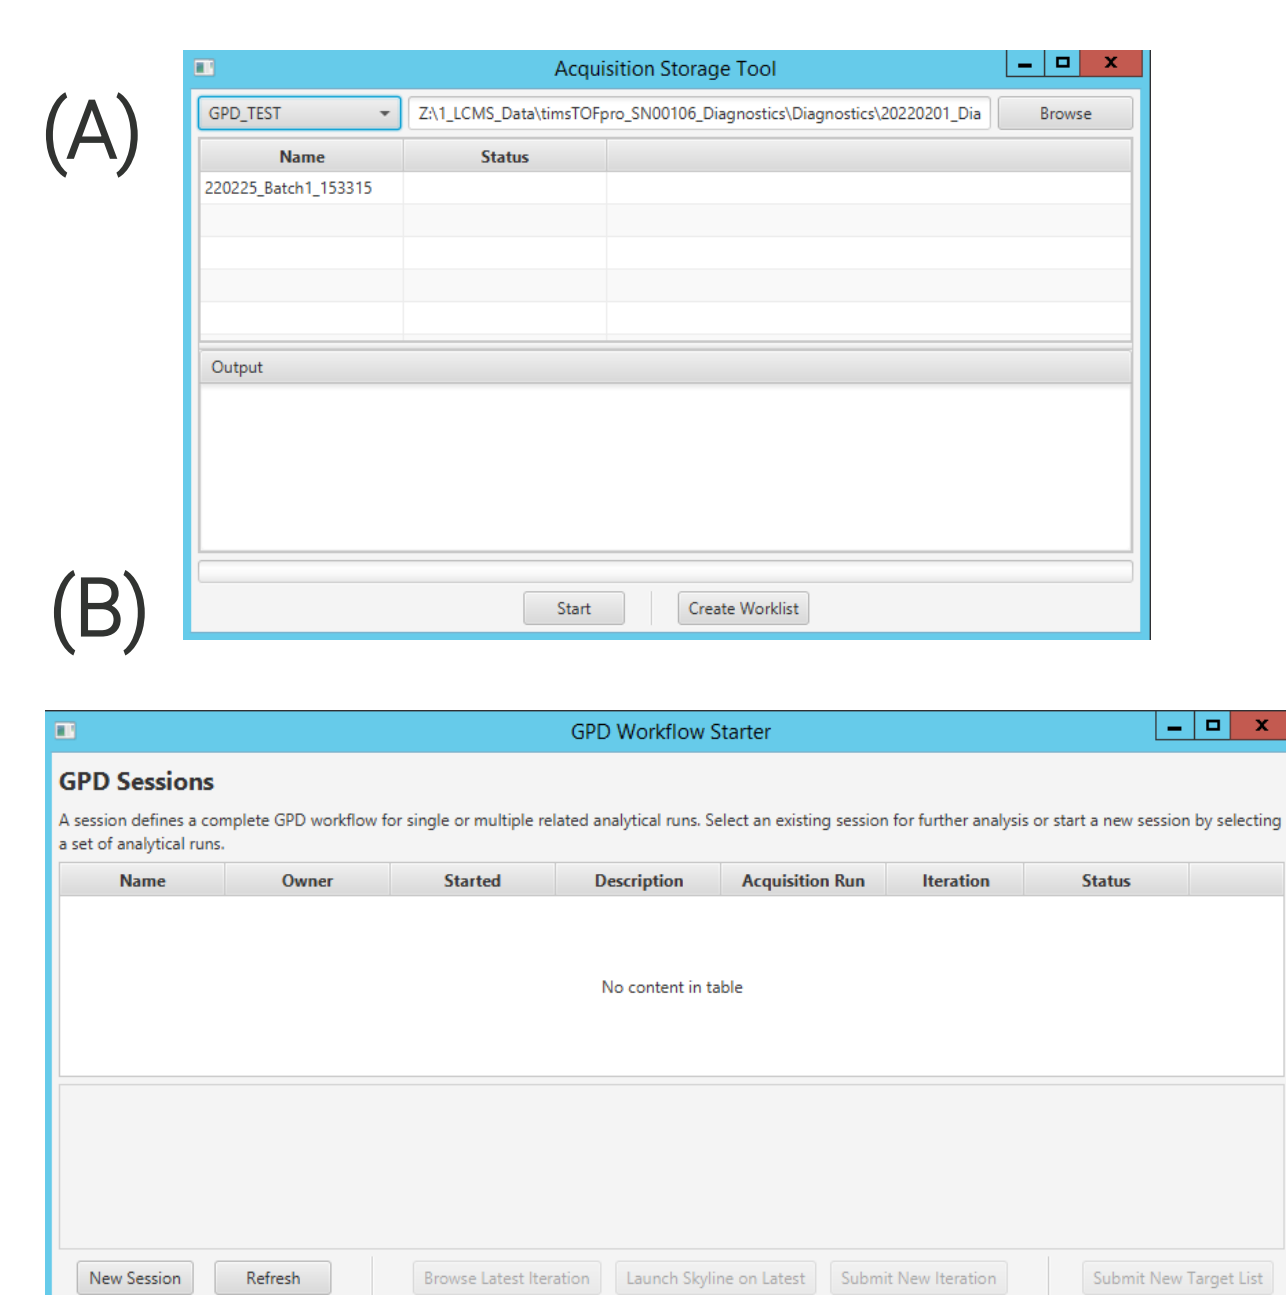 (A)
Acquisition Storage Tool
GPD_TEST Z:\1_LCMS_Data\timsTOFpro_SN00106_Diagnostics\Diagnostics\20220201_Dia Browse
Name Status
220225_Batch1_153315
Output
(B)
Start Create Worklist
GPD Workflow Starter
GPD Sessions
A session defines a complete GPD workflow for single or multiple related analytical runs. Select an existing session for further analysis or start a new session by selecting
a set of analytical runs.
Name Owner Started Description Acquisition Run Iteration Status
No content in table
New Session Refresh Browse Latest Iteration Launch Skyline on Latest Submit New Iteration Submit New Target List